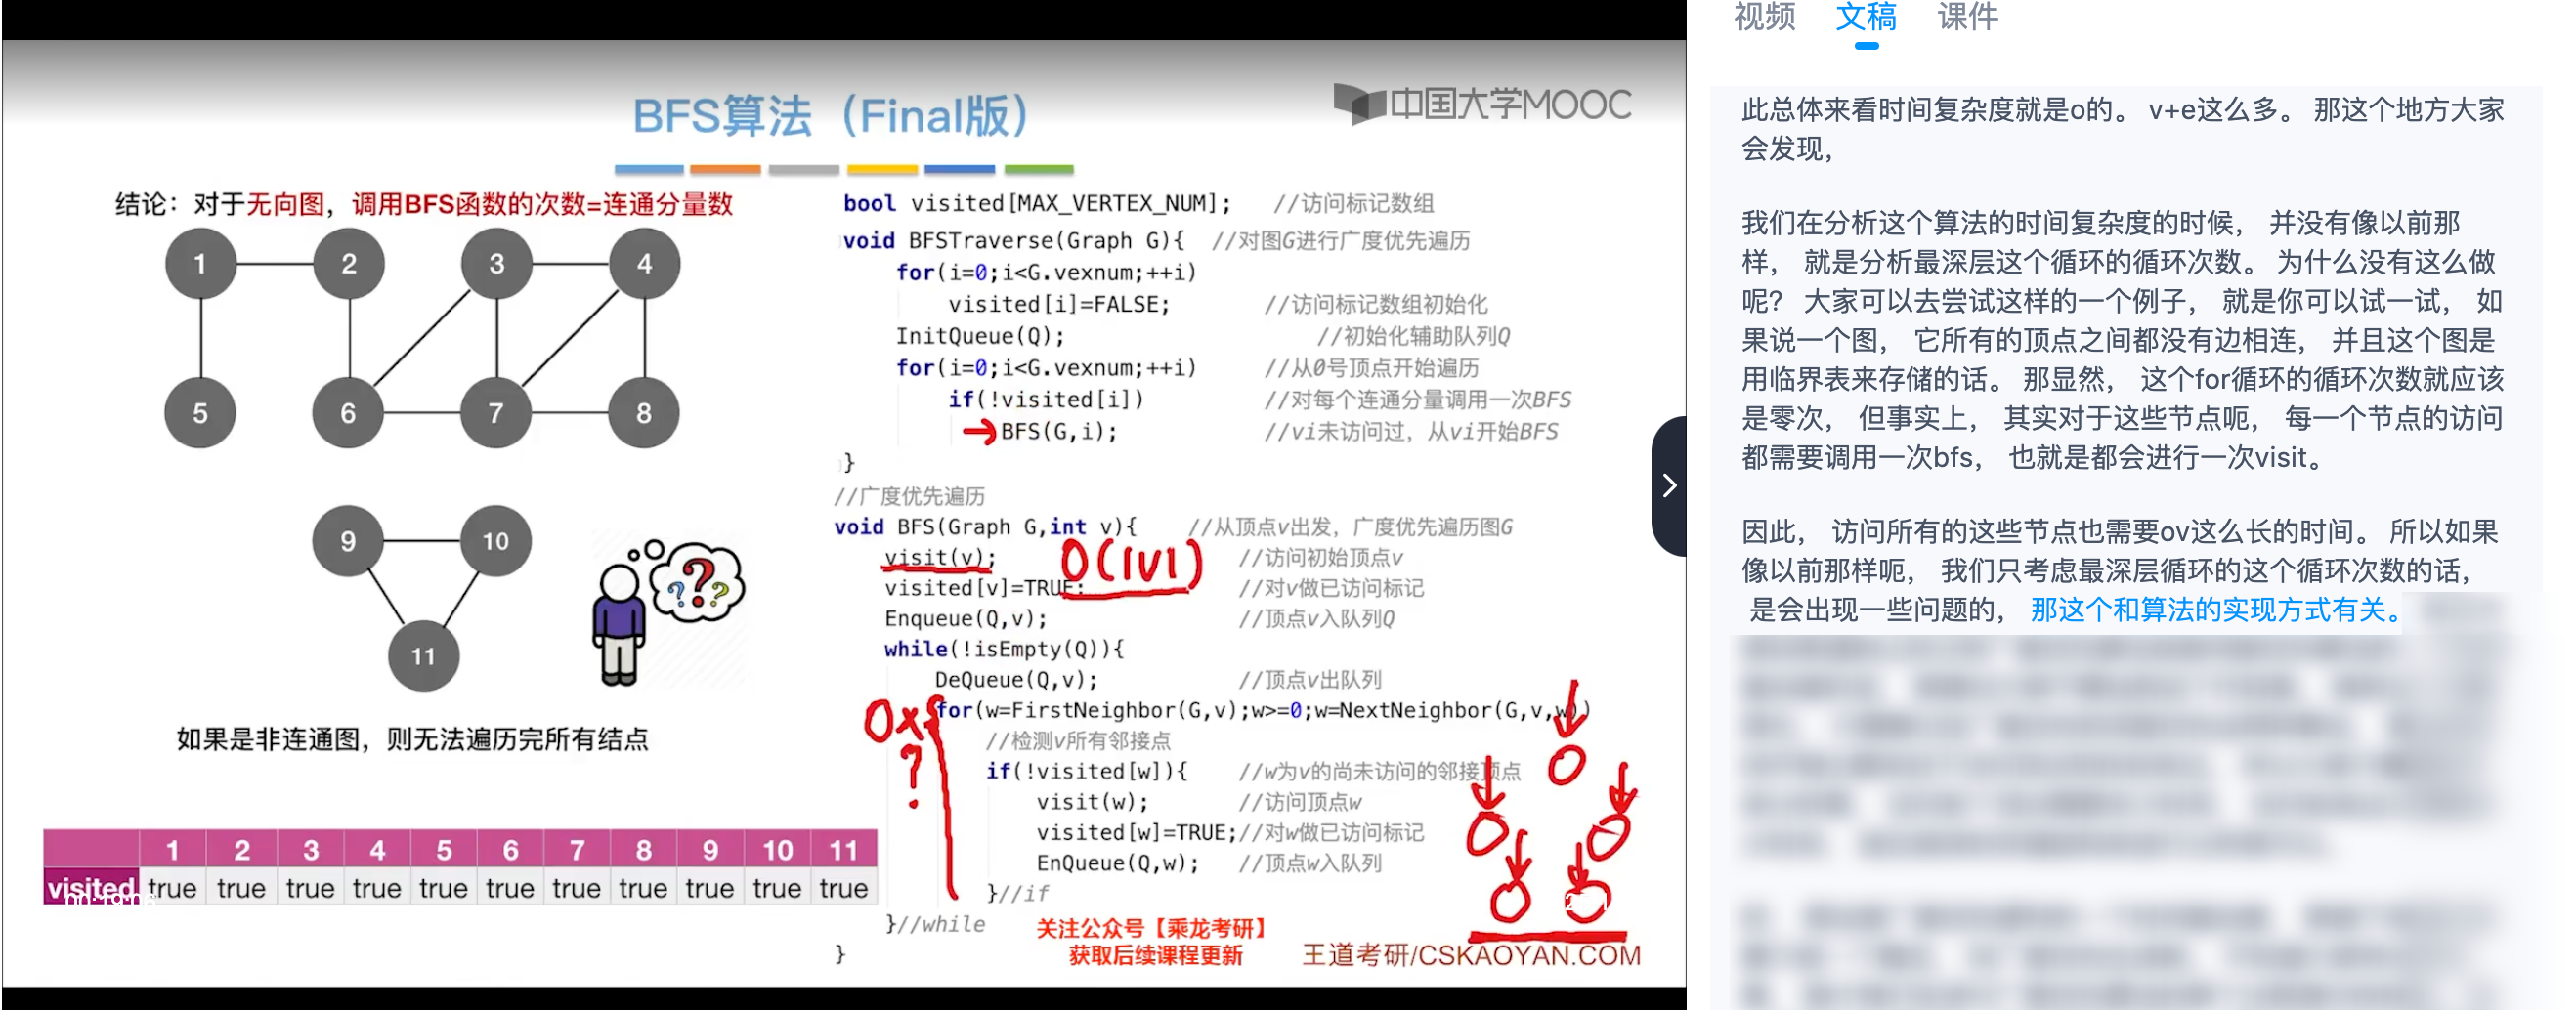 BFS算法（Final版）
中国大学MOOC
结论：对于无向图，调用BFS函数的次数=连通分量数
1
2
3
4
5
6
7
8
9
10
11
如果是非连通图，则无法遍历完所有结点
1 2 3 4 5 6 7 8 9 10 11
visited true true true true true true true true true true true
bool visited[MAX_VERTEX_NUM]; //访问标记数组
void BFSTraverse(Graph G){ //对图G进行广度优先遍历
for(i=0;i<G.vexnum;++i)
visited[i]=FALSE; //访问标记数组初始化
InitQueue(Q); //初始化辅助队列Q
for(i=0;i<G.vexnum;++i) //从0号顶点开始遍历
if(!visited[i]) //对每个连通分量调用一次BFS
BFS(G,i); //vi未访问过，从vi开始BFS
}
//广度优先遍历
void BFS(Graph G,int v){ //从顶点v出发，广度优先遍历图G
visit(v); //访问初始顶点v
O(|V|)
visited[v]=TRUE; //对v做已访问标记
Enqueue(Q,v); //顶点v入队列Q
while(!isEmpty(Q)){
DeQueue(Q,v); //顶点v出队列
for(w=FirstNeighbor(G,v);w>=0;w=NextNeighbor(G,v,w))
0x
?
//检测v所有邻接点
if(!visited[w]){ //w为v的尚未访问的邻接顶点
visit(w); //访问顶点w
visited[w]=TRUE;//对w做已访问标记
EnQueue(Q,w); //顶点w入队列
}//if
}//while
}
关注公众号【乘龙考研】
获取后续课程更新
王道考研/CSKAOYAN.COM
视频 文稿 课件
此总体来看时间复杂度就是o的。 v+e这么多。 那这个地方大家
会发现，
我们在分析这个算法的时间复杂度的时候， 并没有像以前那
样， 就是分析最深层这个循环的循环次数。 为什么没有这么做
呢？ 大家可以去尝试这样的一个例子， 就是你可以试一试， 如
果说一个图， 它所有的顶点之间都没有边相连， 并且这个图是
用临界表来存储的话。 那显然， 这个for循环的循环次数就应该
是零次， 但事实上， 其实对于这些节点呃， 每一个节点的访问
都需要调用一次bfs， 也就是都会进行一次visit。
因此， 访问所有的这些节点也需要ov这么长的时间。 所以如果
像以前那样呃， 我们只考虑最深层循环的这个循环次数的话，
是会出现一些问题的， 那这个和算法的实现方式有关。